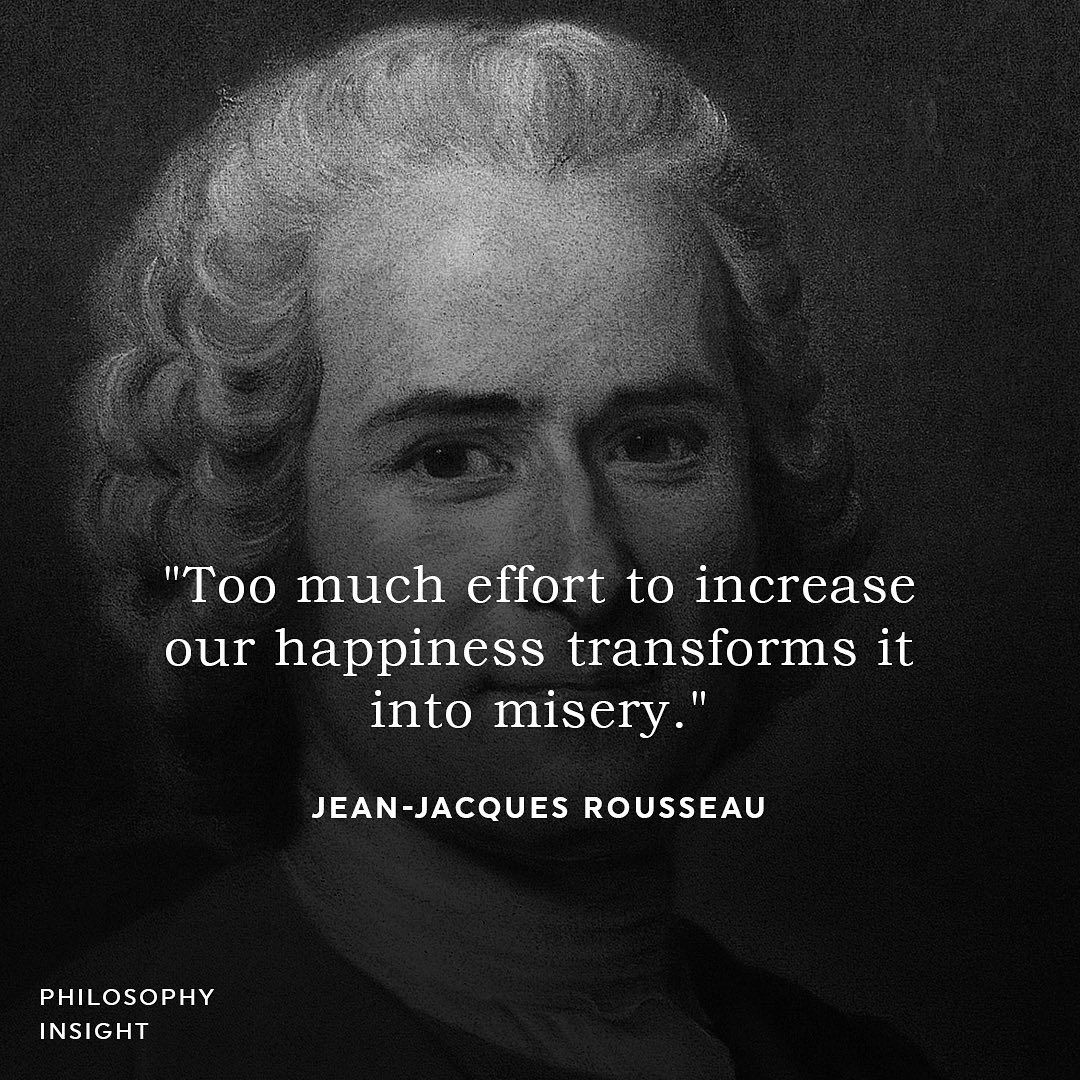 "Too much effort to increase
our happiness transforms it
into misery."
JEAN-JACQUES ROUSSEAU
PHILOSOPHY
INSIGHT